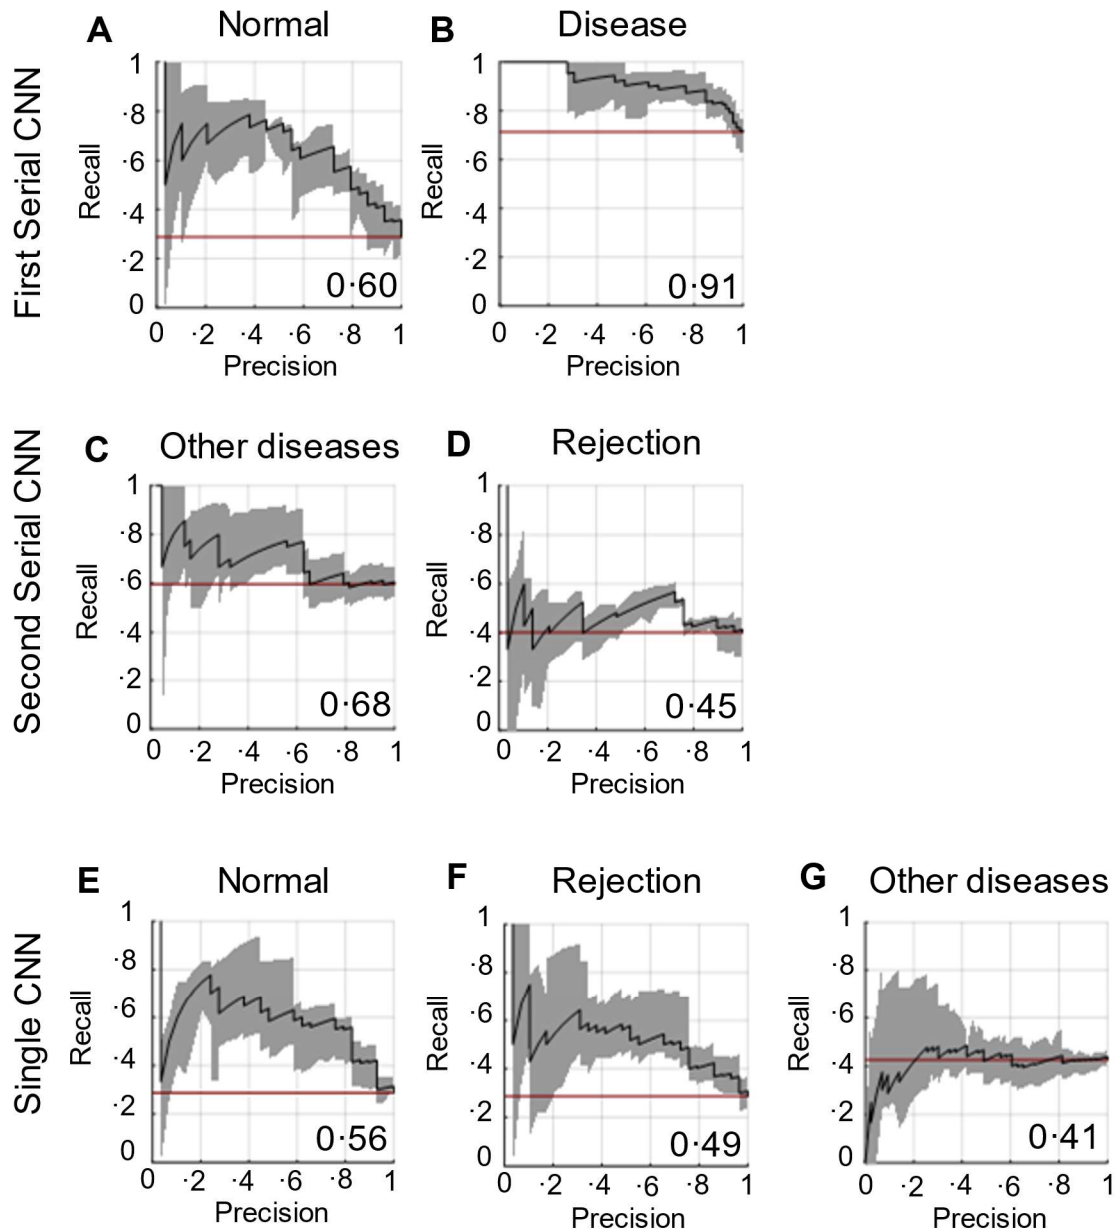 A Normal
B Disease
First Serial CNN
Recall
1
·8
·6
·4
·2
0
0 ·2 ·4 ·6 ·8 1
Precision
0·60
Recall
1
·8
·6
·4
·2
0
0 ·2 ·4 ·6 ·8 1
Precision
0·91
C Other diseases
D Rejection
Second Serial CNN
Recall
1
·8
·6
·4
·2
0
0 ·2 ·4 ·6 ·8 1
Precision
0·68
Recall
1
·8
·6
·4
·2
0
0 ·2 ·4 ·6 ·8 1
Precision
0·45
E Normal
F Rejection
G Other diseases
Single CNN
Recall
1
·8
·6
·4
·2
0
0 ·2 ·4 ·6 ·8 1
Precision
0·56
Recall
1
·8
·6
·4
·2
0
0 ·2 ·4 ·6 ·8 1
Precision
0·49
Recall
1
·8
·6
·4
·2
0
0 ·2 ·4 ·6 ·8 1
Precision
0·41